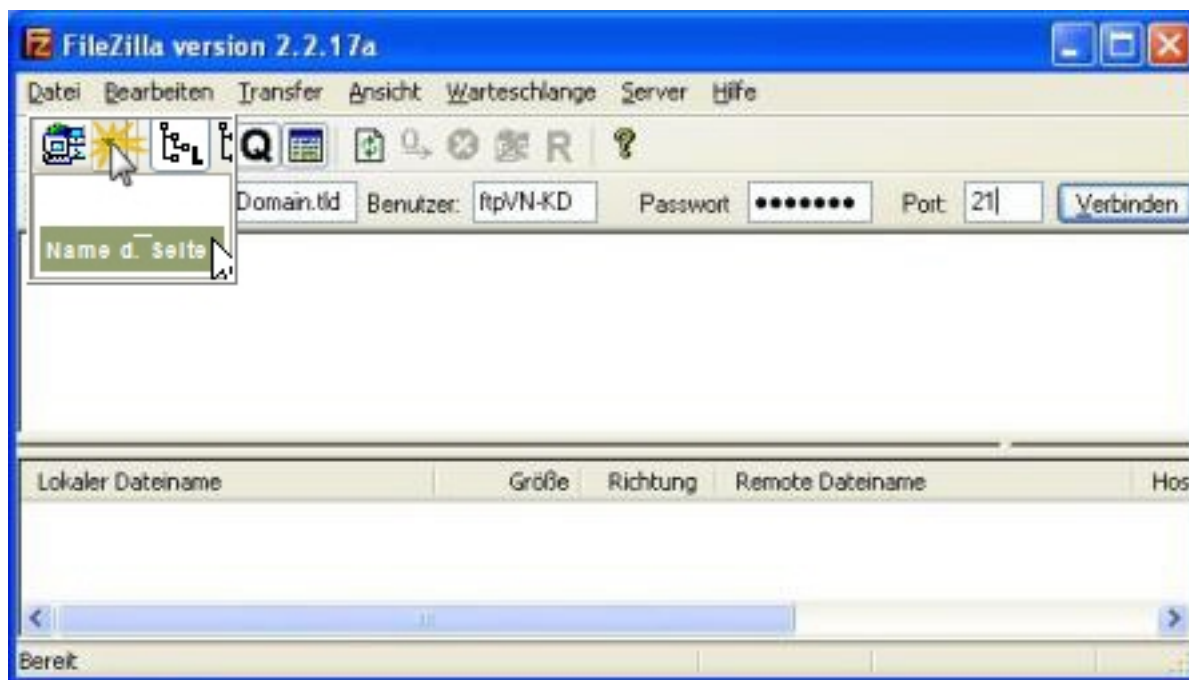 FileZilla version 2.2.17a
Datei Bearbeiten Transfer Ansicht Warteschlange Server Hilfe
L Q R ?
Domain.tld Benutzer: ftpVN-KD Passwort ●●●●●●● Port: 21 Verbinden
Name d. Seite
Lokaler Dateiname Größe Richtung Remote Dateiname Hos
Bereit